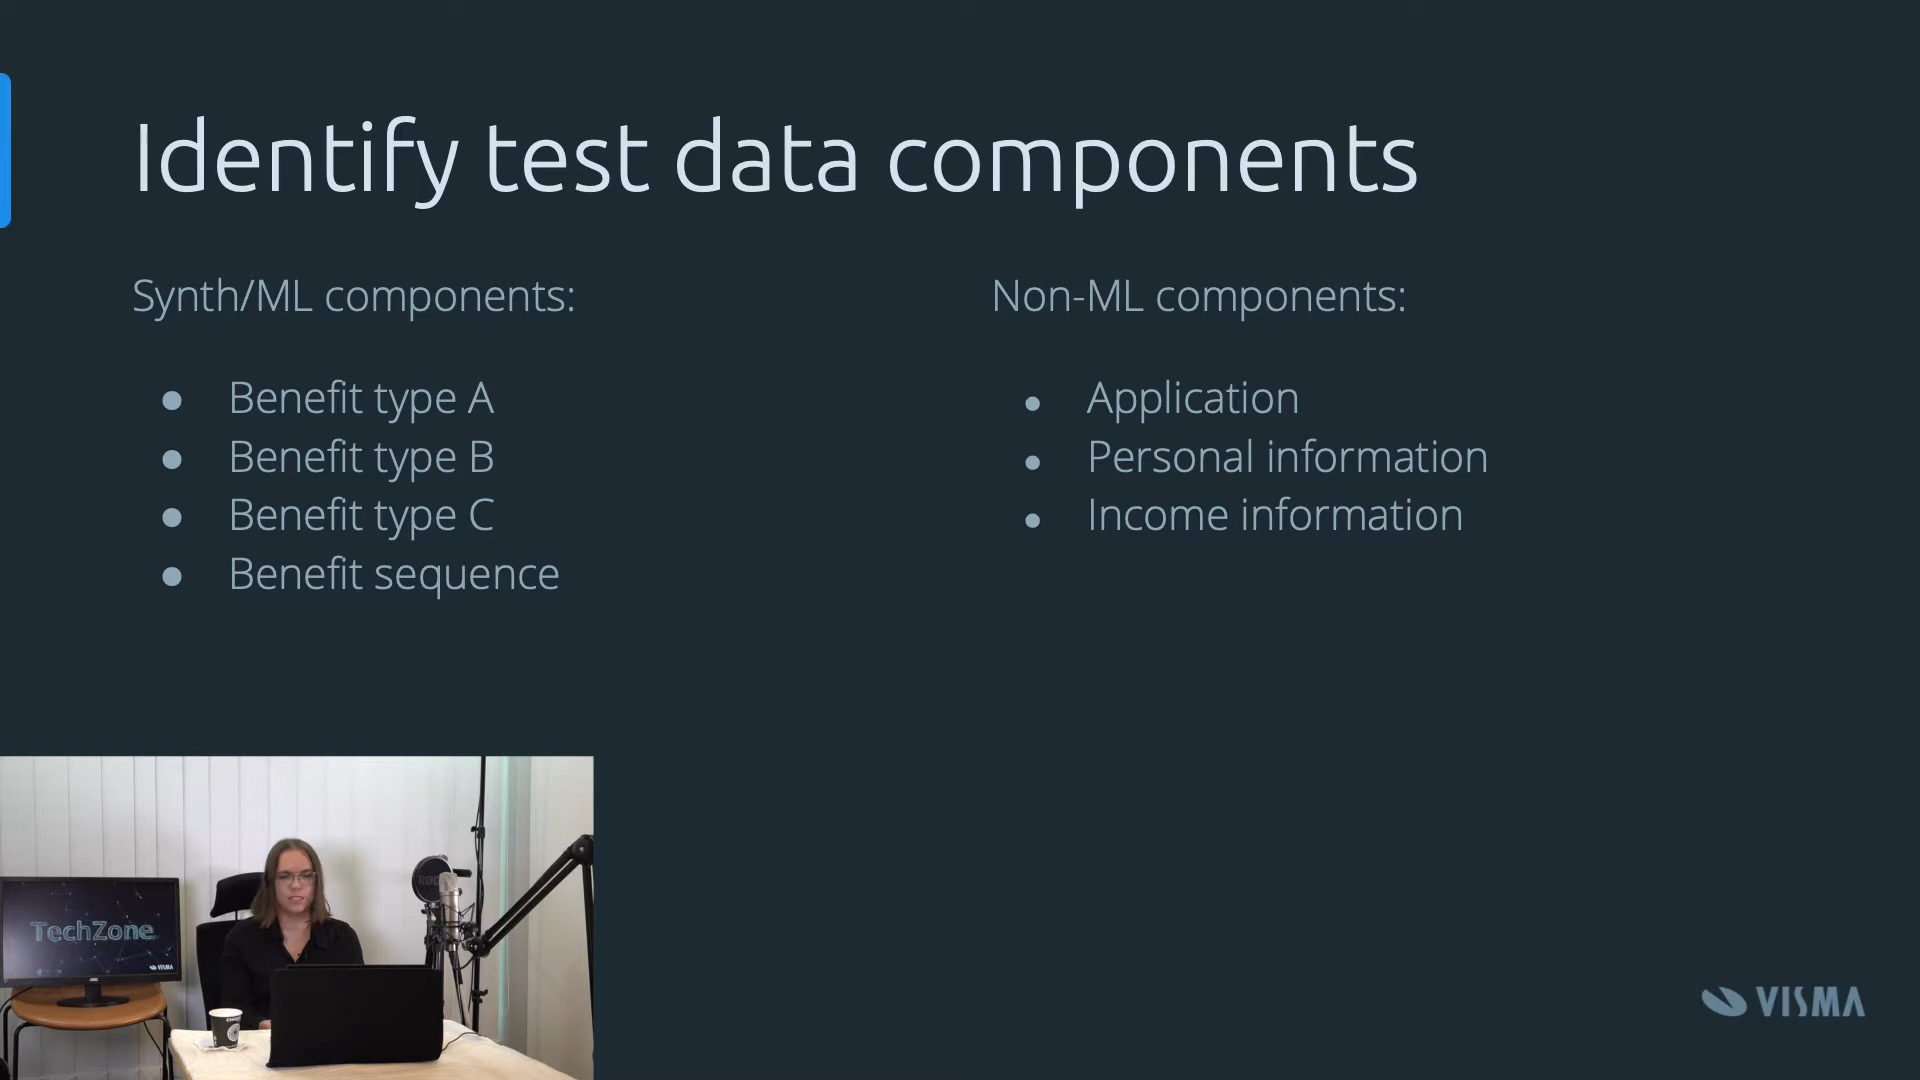 Identify test data components
Synth/ML components:
Benefit type A
Benefit type B
Benefit type C
Benefit sequence
Non-ML components:
Application
Personal information
Income information
TechZone
VISMA
VISMA